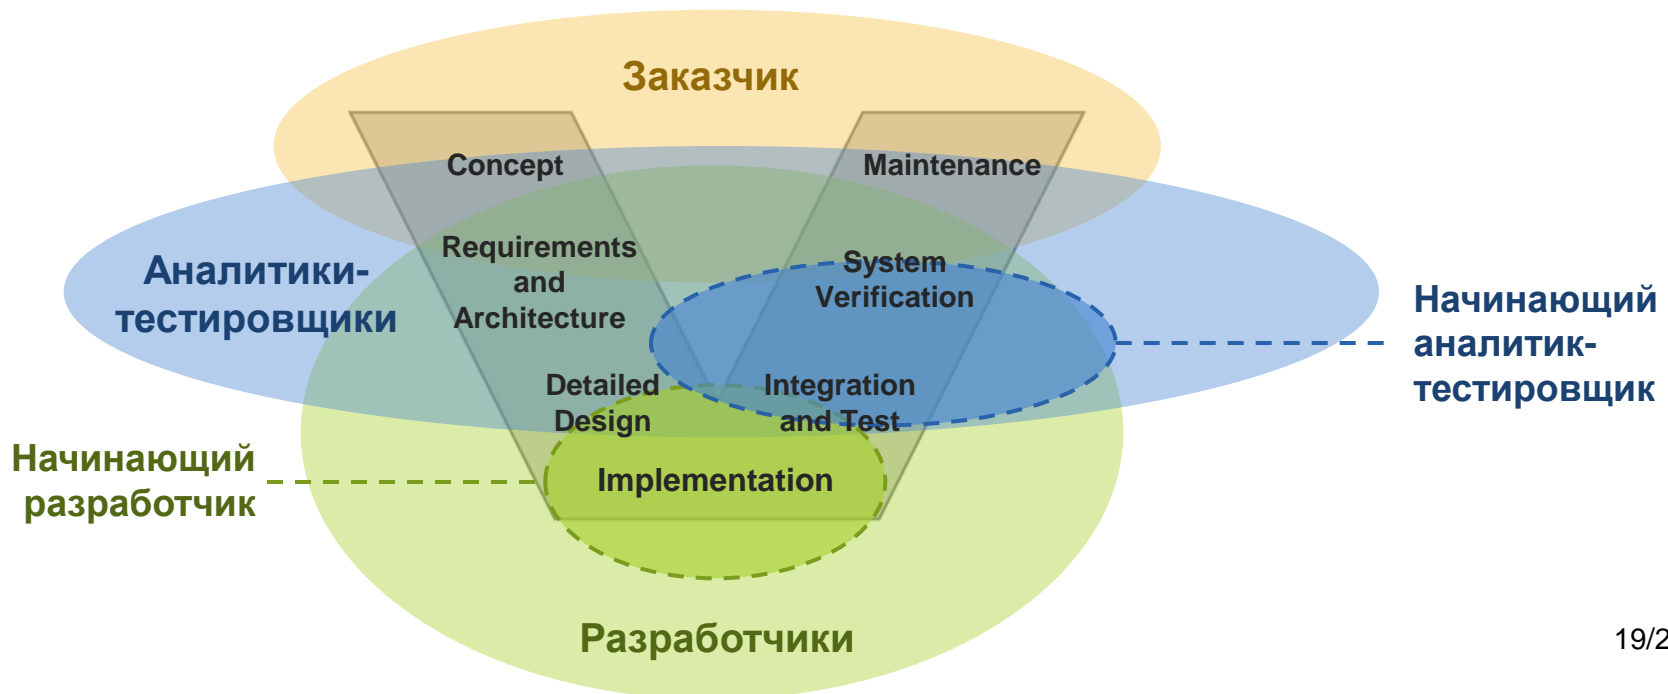 Заказчик
Concept
Maintenance
Requirements
and
Architecture
System
Verification
Аналитики-
тестировщики
Начинающий
аналитик-
тестировщик
Detailed
Design
Integration
and Test
Начинающий
разработчик
Implementation
Разработчики
19/2